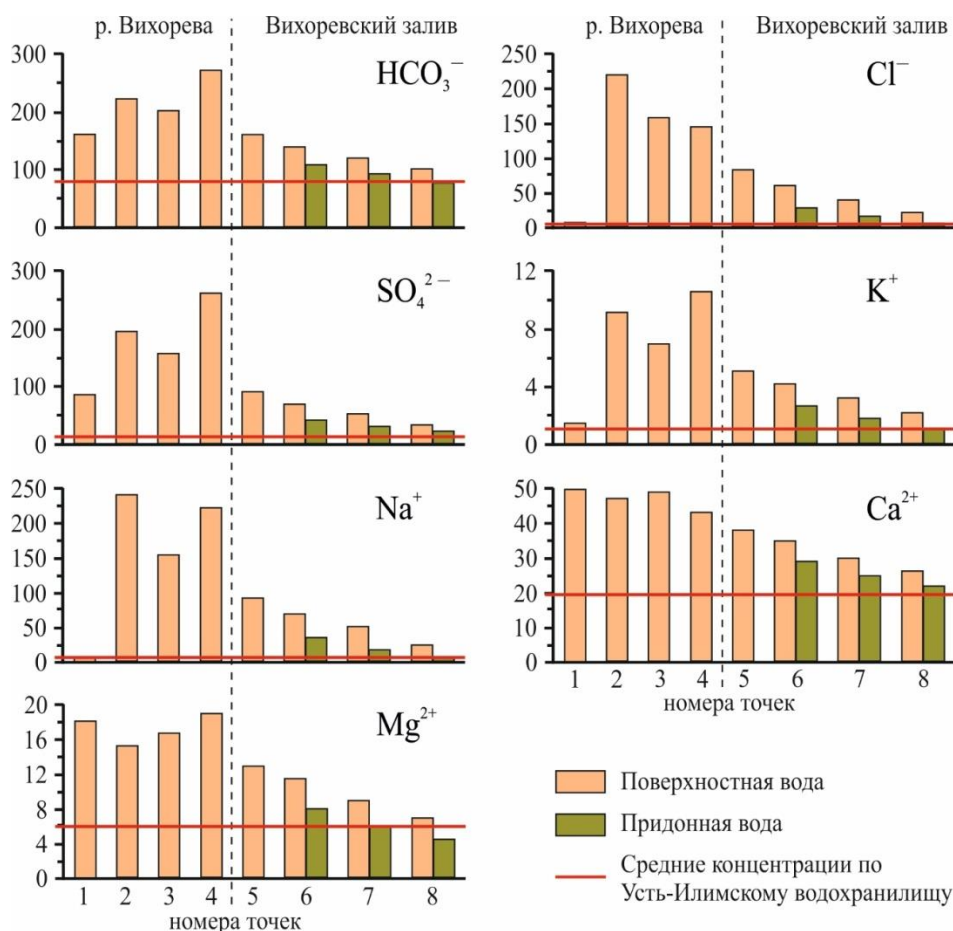 р. Вихорева
Вихоревский залив
р. Вихорева
Вихоревский залив
HCO₃⁻
300
200
100
0
Cl⁻
250
200
150
100
50
0
SO₄²⁻
300
200
100
0
K⁺
12
8
4
0
Na⁺
250
200
150
100
50
0
Ca²⁺
50
40
30
20
10
0
1 2 3 4 5 6 7 8
номера точек
Mg²⁺
20
16
12
8
4
0
1 2 3 4 5 6 7 8
номера точек
Поверхностная вода
Придонная вода
Средние концентрации по
Усть-Илимскому водохранилищу